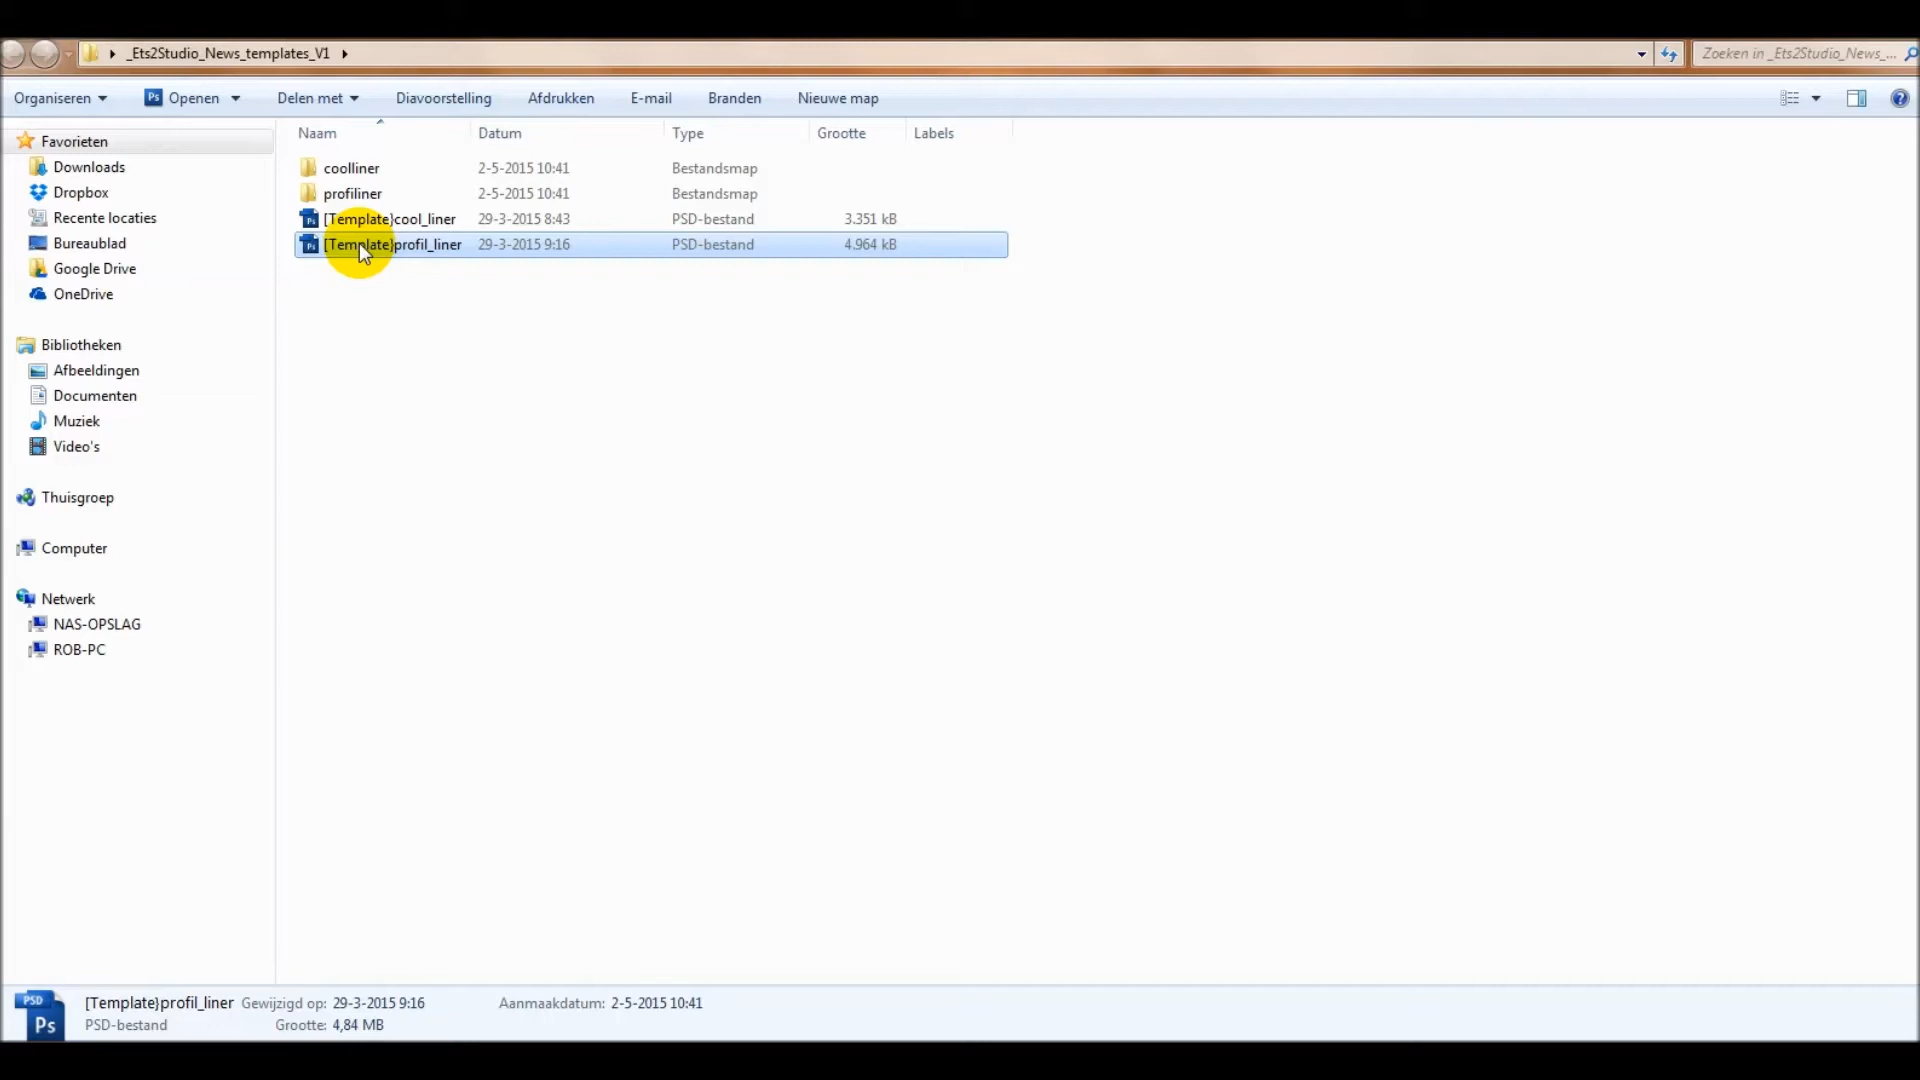 _Ets2Studio_News_templates_V1
Zoeken in _Ets2Studio_News_...
Organiseren Ps Openen Delen met Diavoorstelling Afdrukken E-mail Branden Nieuwe map
Favorieten
Downloads
Dropbox
Recente locaties
Bureaublad
Google Drive
OneDrive
Bibliotheken
Afbeeldingen
Documenten
Muziek
Video's
Thuisgroep
Computer
Netwerk
NAS-OPSLAG
ROB-PC
Naam Datum Type Grootte Labels
coolliner 2-5-2015 10:41 Bestandsmap
profiliner 2-5-2015 10:41 Bestandsmap
Ps [Template}cool_liner 29-3-2015 8:43 PSD-bestand 3.351 kB
Ps [Template}profil_liner 29-3-2015 9:16 PSD-bestand 4.964 kB
PSD
Ps
[Template}profil_liner Gewijzigd op: 29-3-2015 9:16 Aanmaakdatum: 2-5-2015 10:41
PSD-bestand Grootte: 4,84 MB